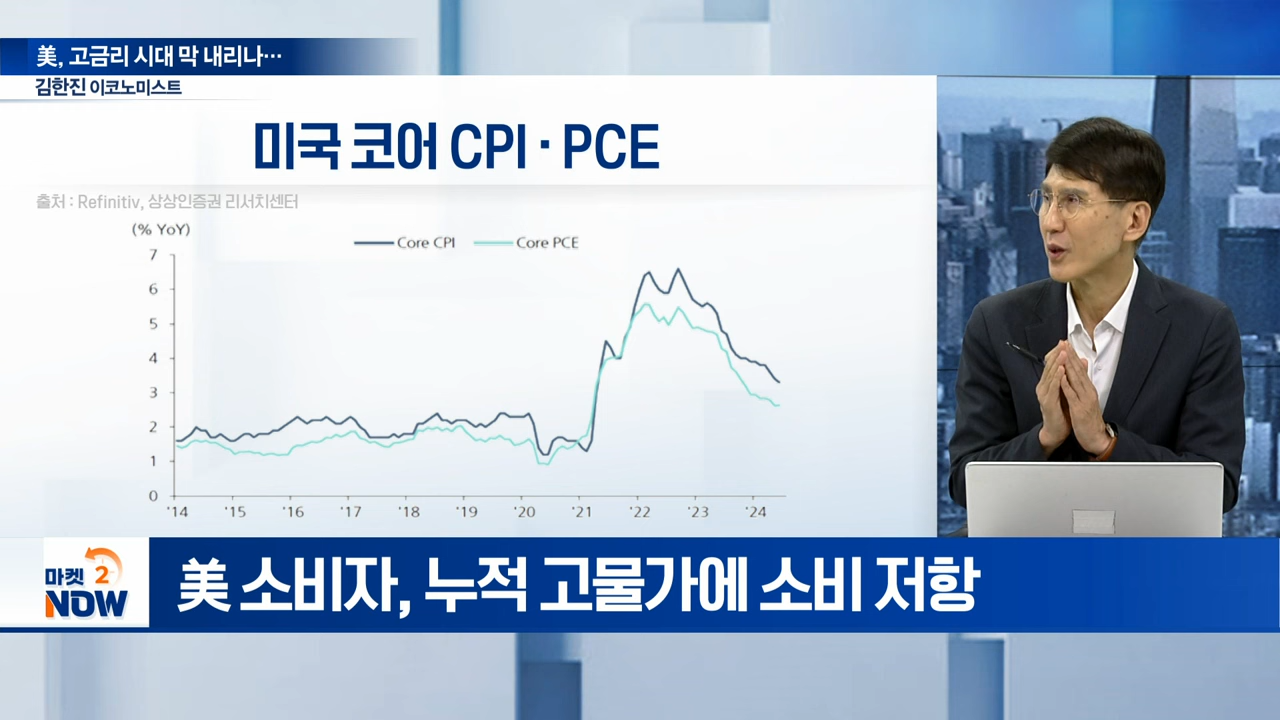 美, 고금리 시대 막 내리나…
김한진 이코노미스트
미국 코어 CPI · PCE
출처 : Refinitiv, 상상인증권 리서치센터
(% YoY)
Core CPI
Core PCE
7
6
5
4
3
2
1
0
'14 '15 '16 '17 '18 '19 '20 '21 '22 '23 '24
마켓 2
NOW
美 소비자, 누적 고물가에 소비 저항